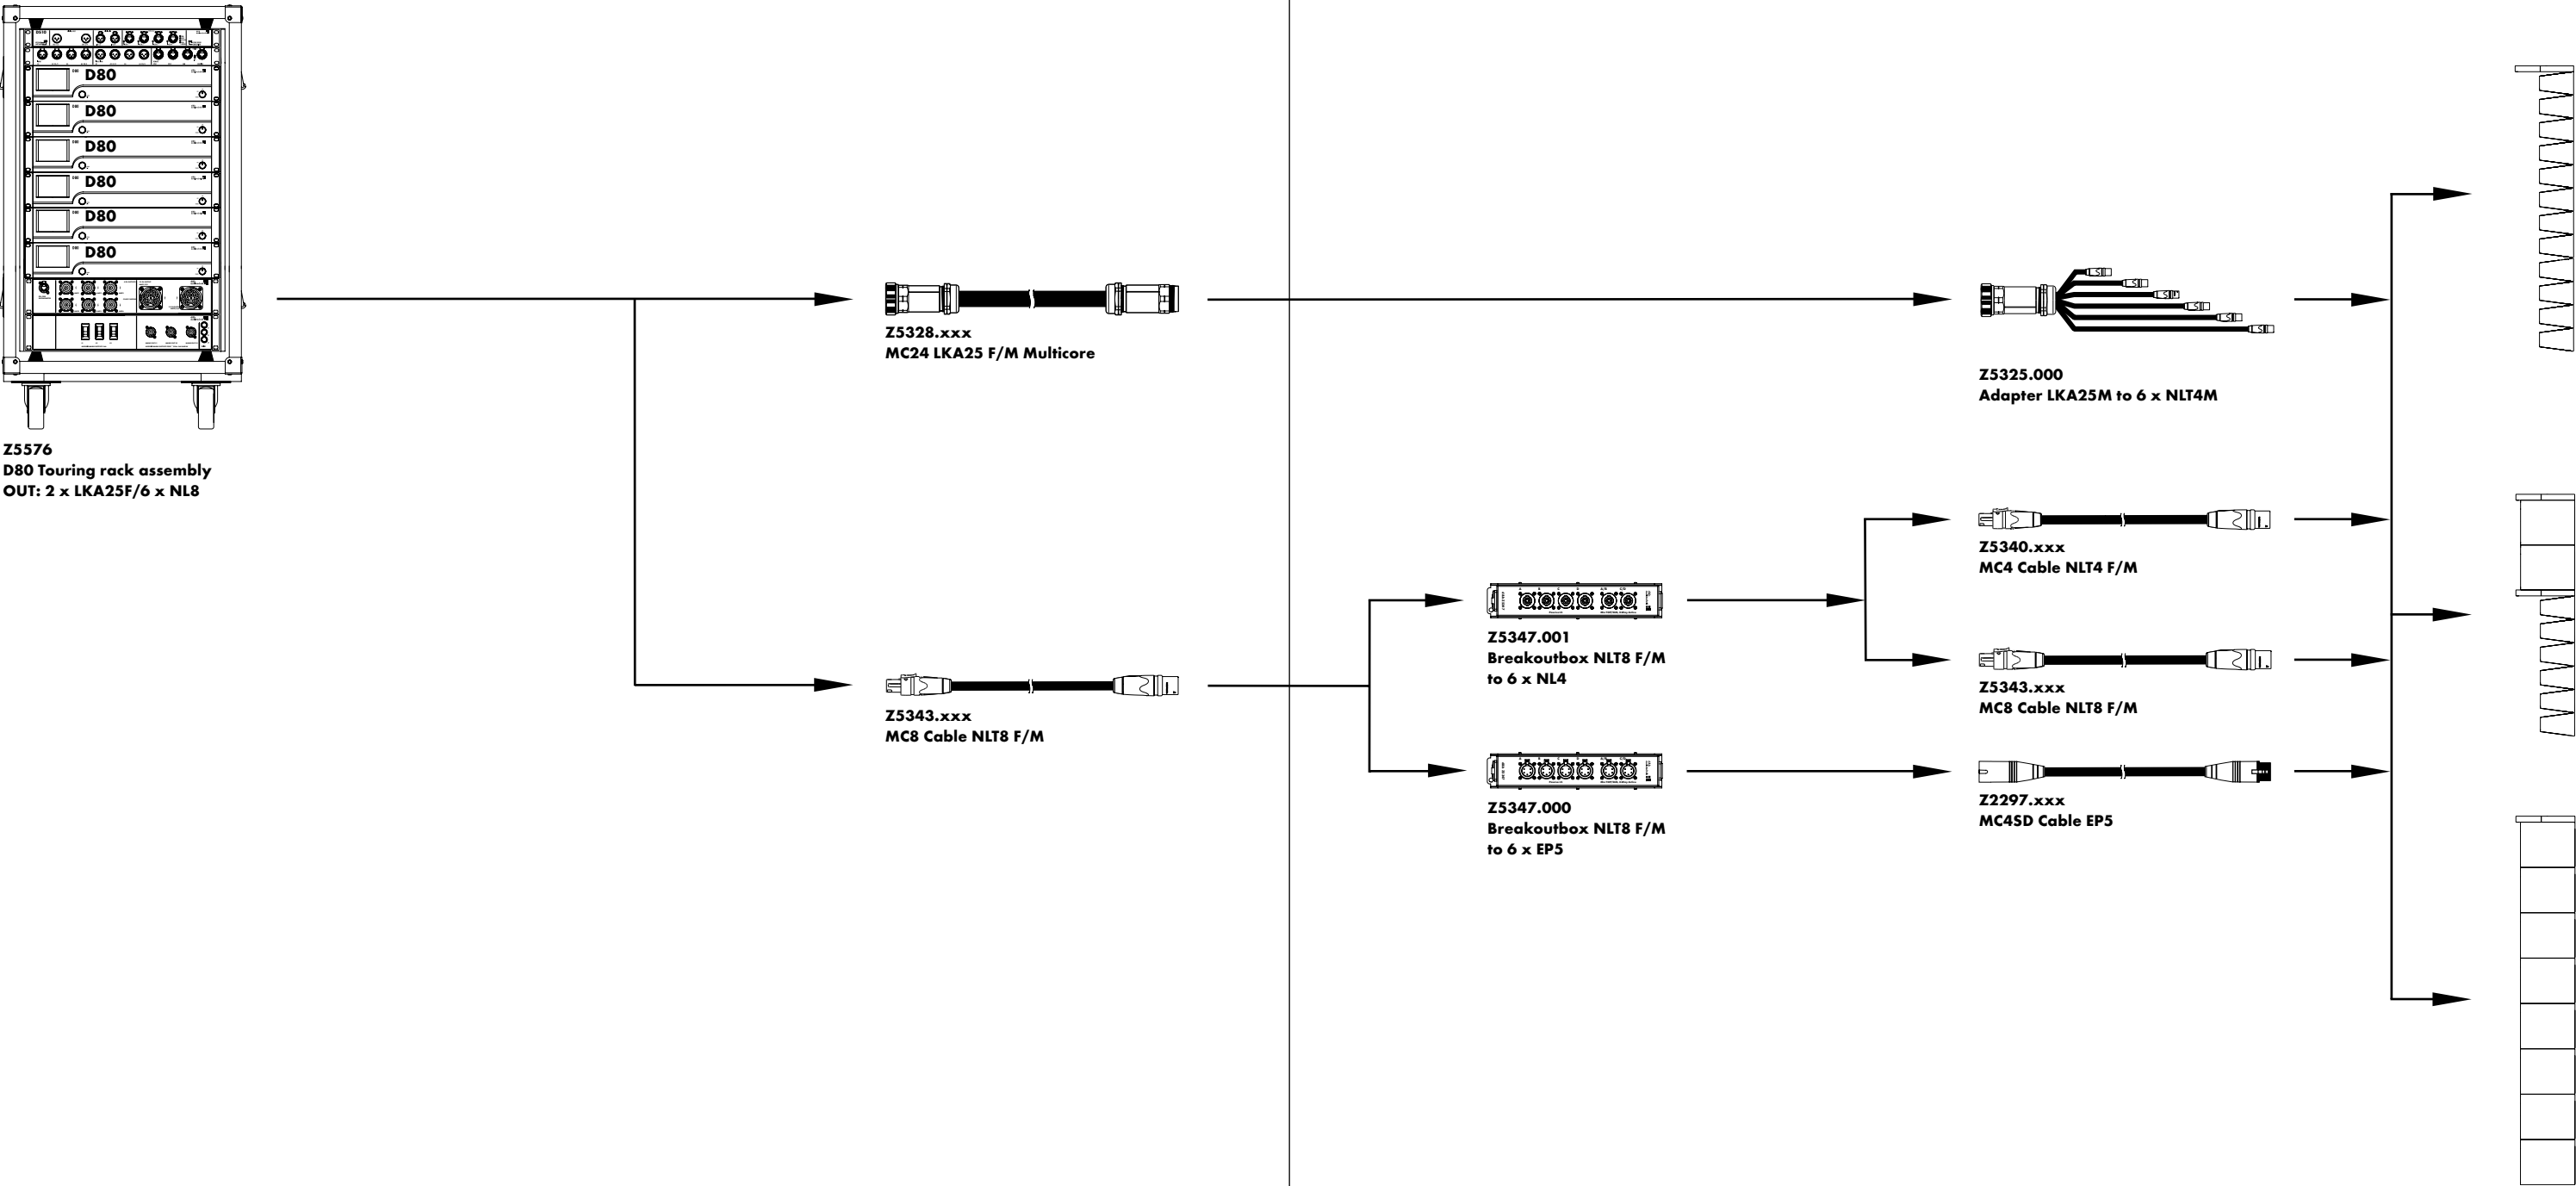 D80
D80
D80
D80
D80
D80
Z5576
D80 Touring rack assembly
OUT: 2 x LKA25F/6 x NL8
Z5328.xxx
MC24 LKA25 F/M Multicore
Z5343.xxx
MC8 Cable NLT8 F/M
Z5347.001
Breakoutbox NLT8 F/M
to 6 x NL4
Z5347.000
Breakoutbox NLT8 F/M
to 6 x EP5
Z5325.000
Adapter LKA25M to 6 x NLT4M
Z5340.xxx
MC4 Cable NLT4 F/M
Z5343.xxx
MC8 Cable NLT8 F/M
Z2297.xxx
MC4SD Cable EP5